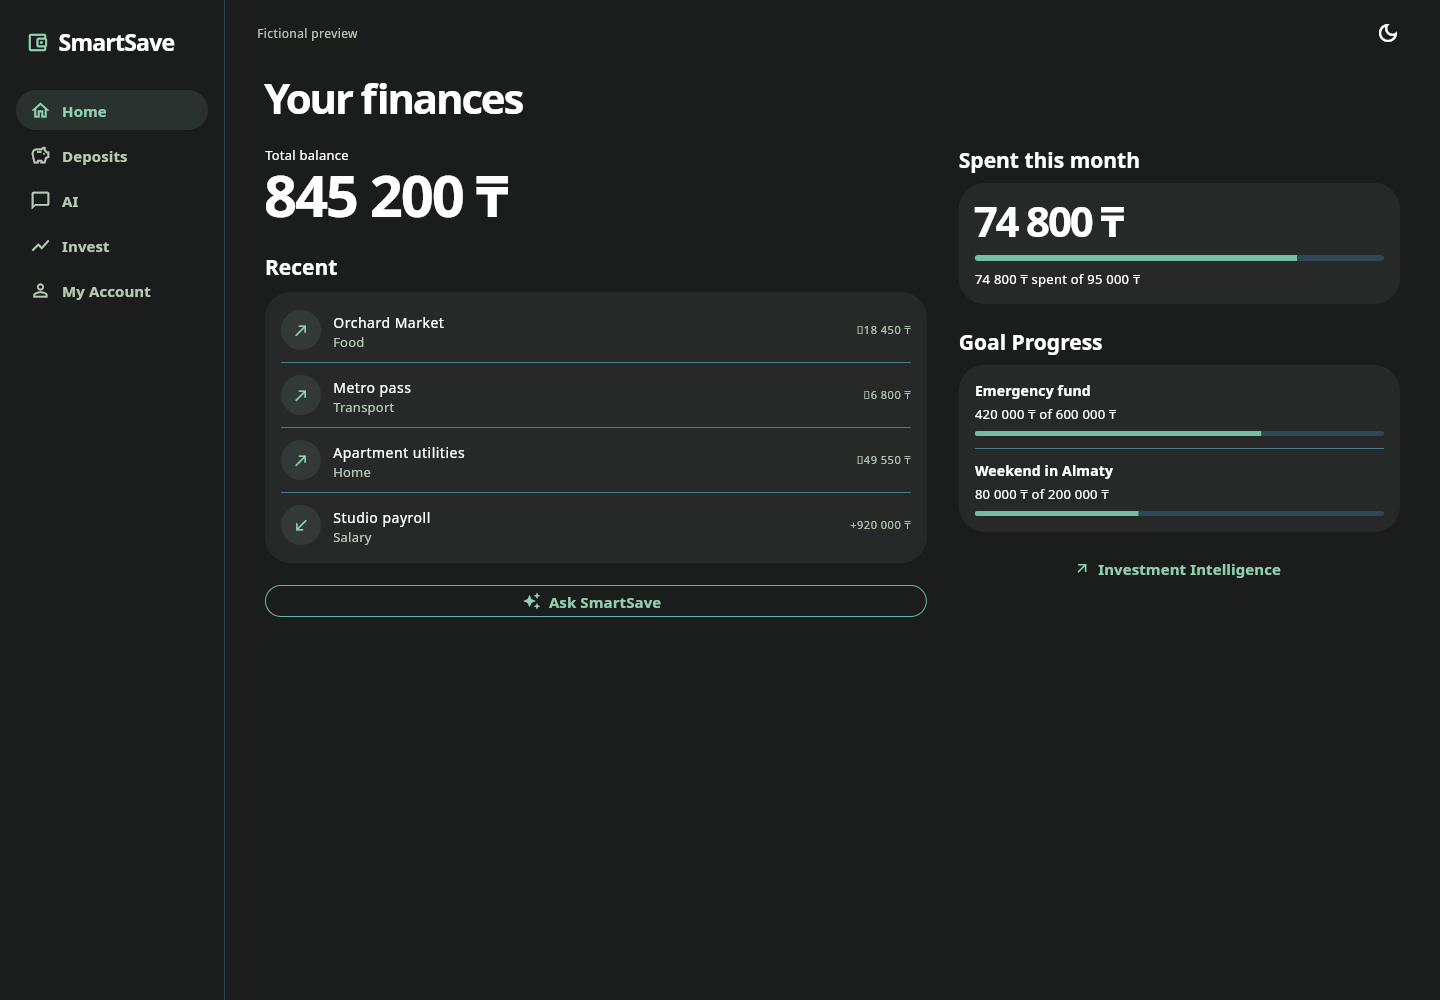 SmartSave
Home
Deposits
AI
Invest
My Account
Fictional preview
Your finances
Total balance
845 200 ₸
Recent
Orchard Market
Food
▯18 450 ₸
Metro pass
Transport
▯6 800 ₸
Apartment utilities
Home
▯49 550 ₸
Studio payroll
Salary
+920 000 ₸
Ask SmartSave
Spent this month
74 800 ₸
74 800 ₸ spent of 95 000 ₸
Goal Progress
Emergency fund
420 000 ₸ of 600 000 ₸
Weekend in Almaty
80 000 ₸ of 200 000 ₸
Investment Intelligence